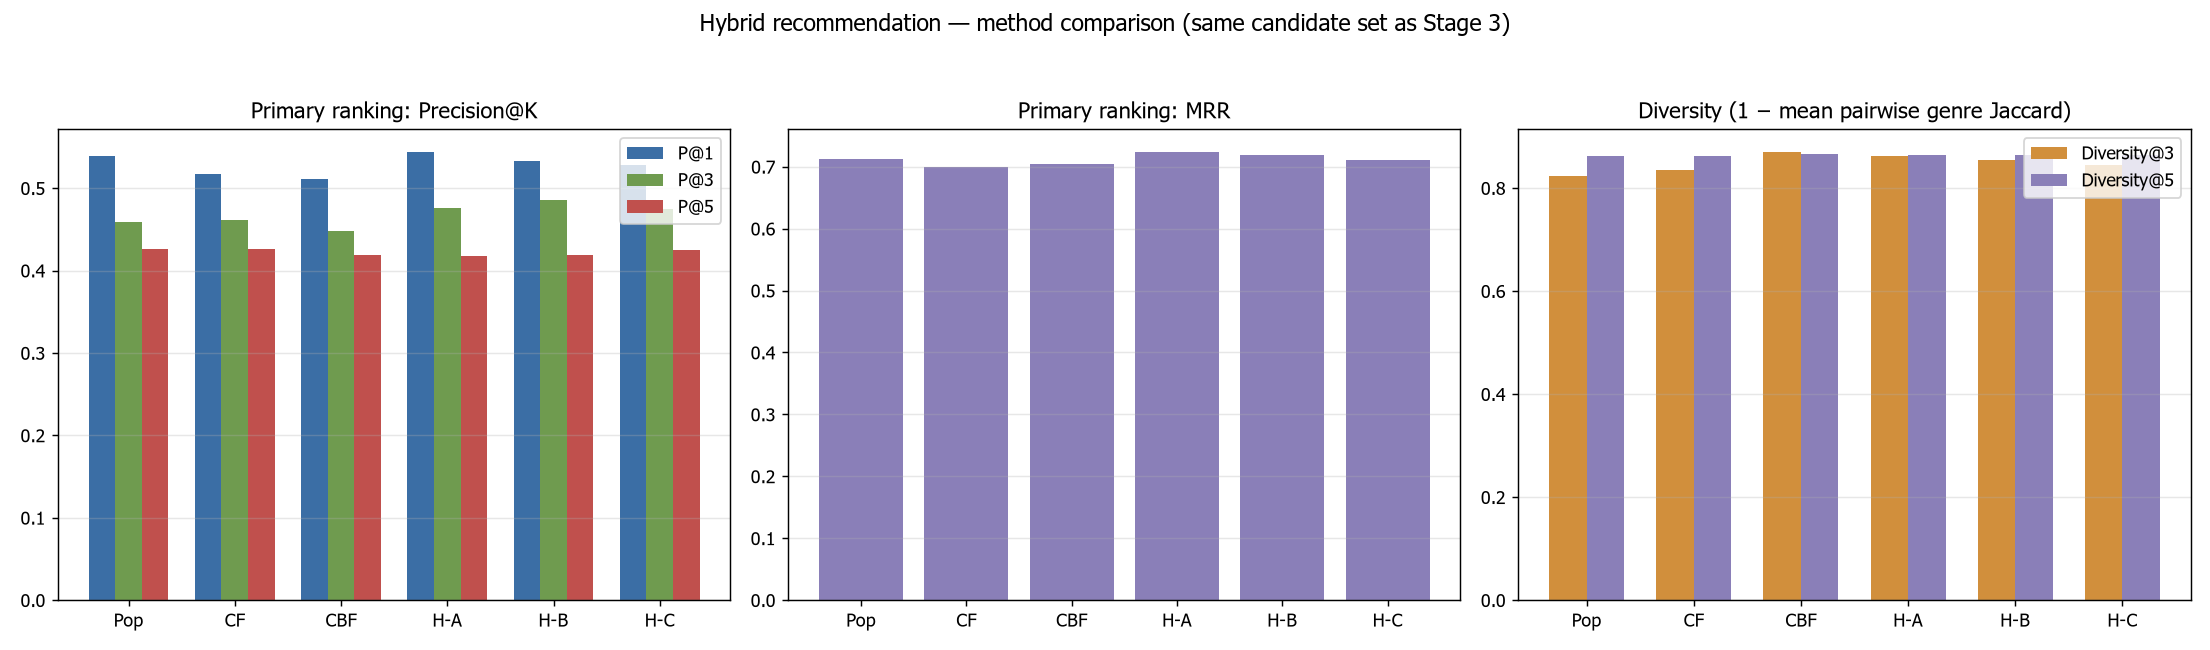 Hybrid recommendation — method comparison (same candidate set as Stage 3)
Primary ranking: Precision@K
P@1
P@3
P@5
0.5
0.4
0.3
0.2
0.1
0.0
Pop CF CBF H-A H-B H-C
Primary ranking: MRR
0.7
0.6
0.5
0.4
0.3
0.2
0.1
0.0
Pop CF CBF H-A H-B H-C
Diversity (1 − mean pairwise genre Jaccard)
Diversity@3
Diversity@5
0.8
0.6
0.4
0.2
0.0
Pop CF CBF H-A H-B H-C